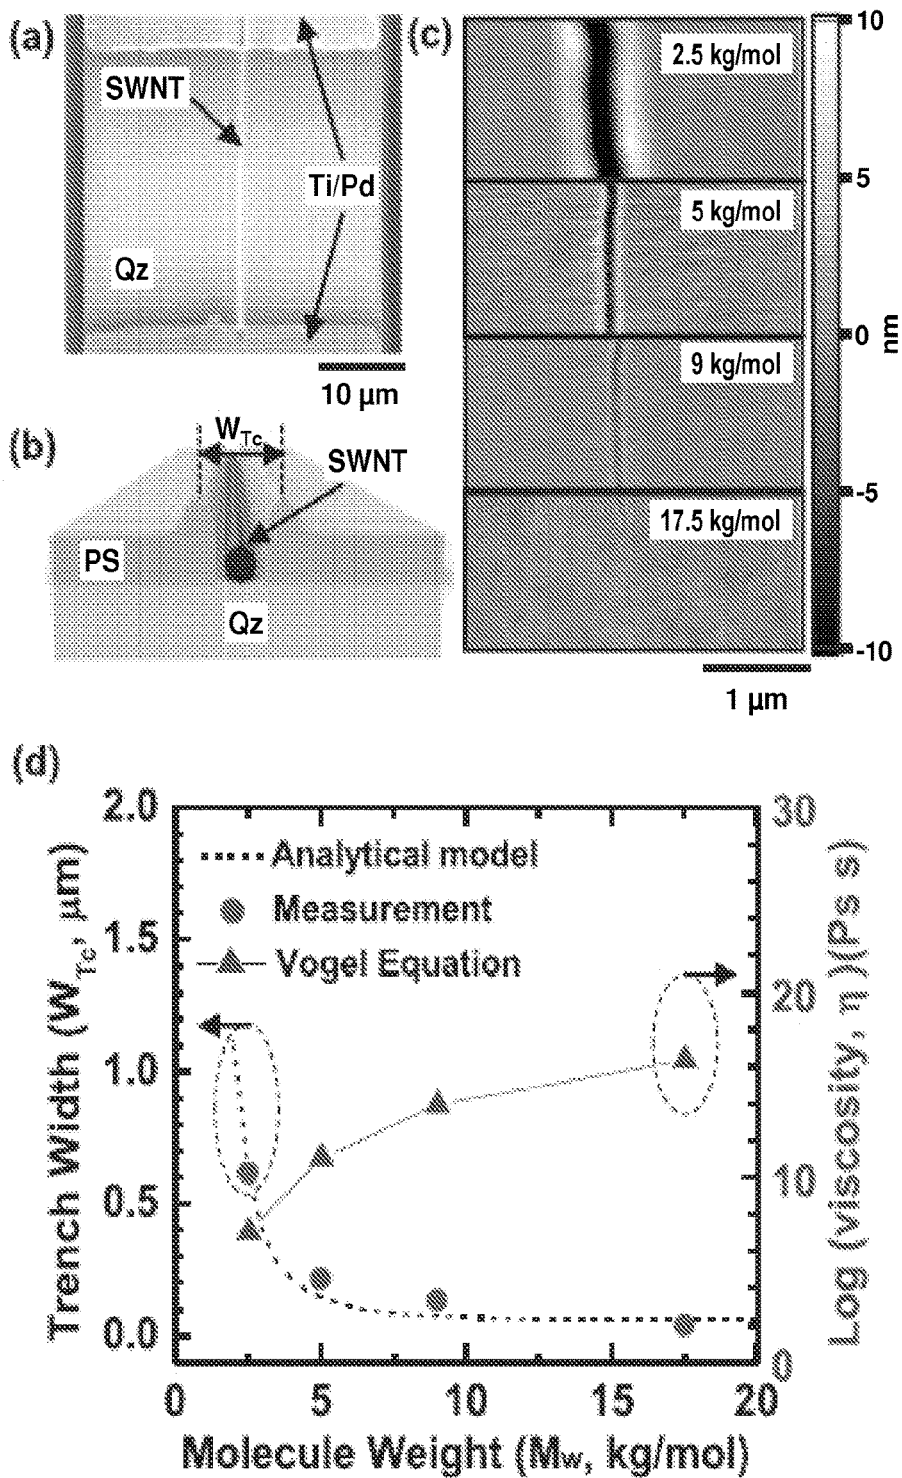 (a)
SWNT
Ti/Pd
Qz
10 µm
(b)
W_Tc
SWNT
PS
Qz
(c)
2.5 kg/mol
5 kg/mol
9 kg/mol
17.5 kg/mol
10
5
0
-5
-10
nm
1 µm
(d)
Trench Width (W_Tc, µm)
2.0
1.5
1.0
0.5
0.0
Analytical model
Measurement
Vogel Equation
30
20
10
0
Log (viscosity, η)(Ps s)
0 5 10 15 20
Molecule Weight (Mw, kg/mol)